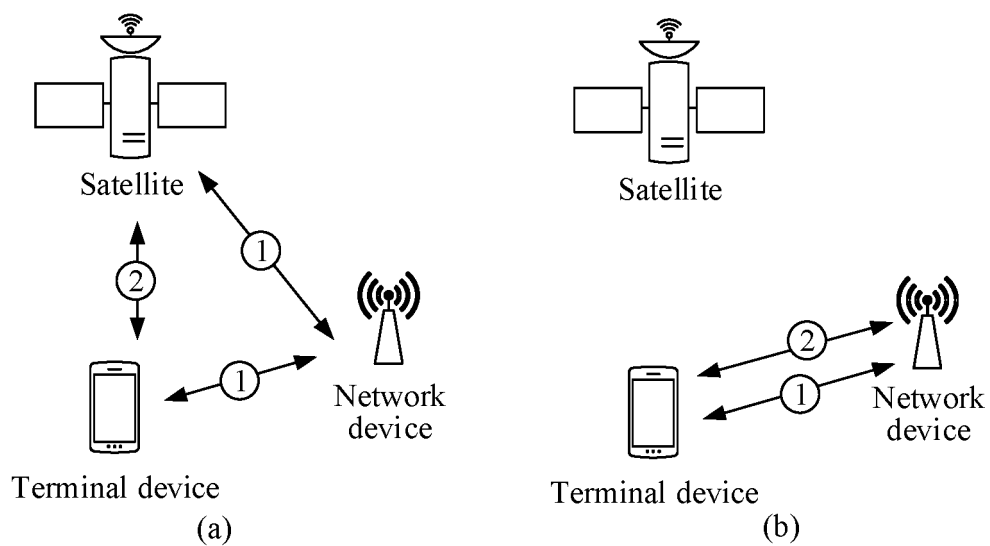 Satellite
1
2
1
Network
device
Terminal device
(a)
Satellite
2
1
Network
device
Terminal device
(b)